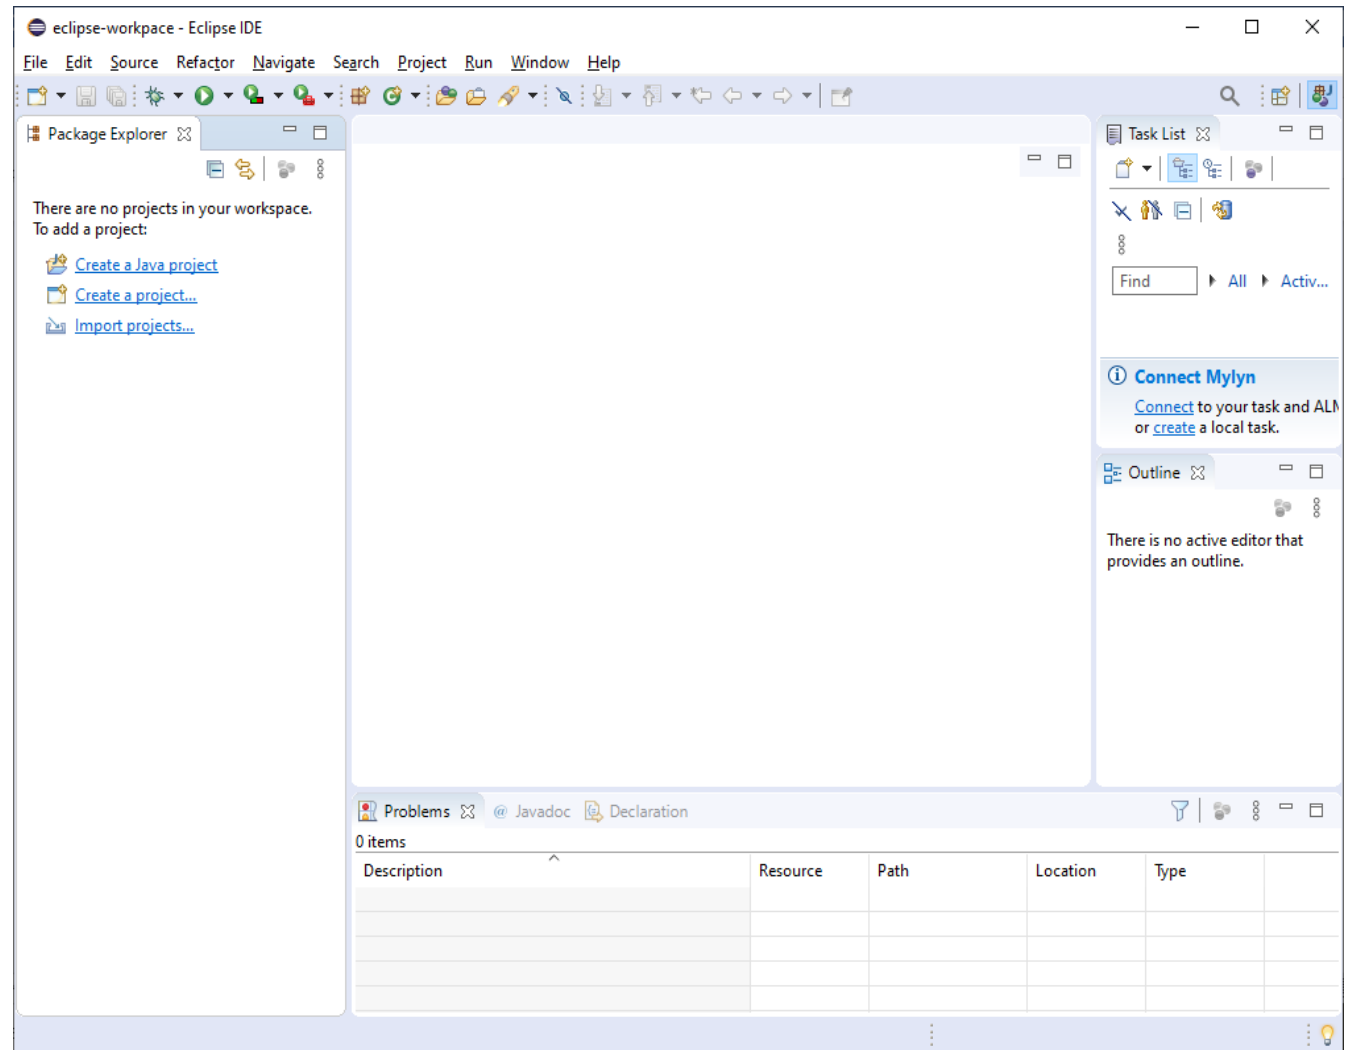 eclipse-workpace - Eclipse IDE
File Edit Source Refactor Navigate Search Project Run Window Help
Package Explorer
There are no projects in your workspace.
To add a project:
Create a Java project
Create a project...
Import projects...
Task List
Find All Activ...
Connect Mylyn
Connect to your task and ALM
or create a local task.
Outline
There is no active editor that
provides an outline.
Problems @ Javadoc Declaration
0 items
Description Resource Path Location Type